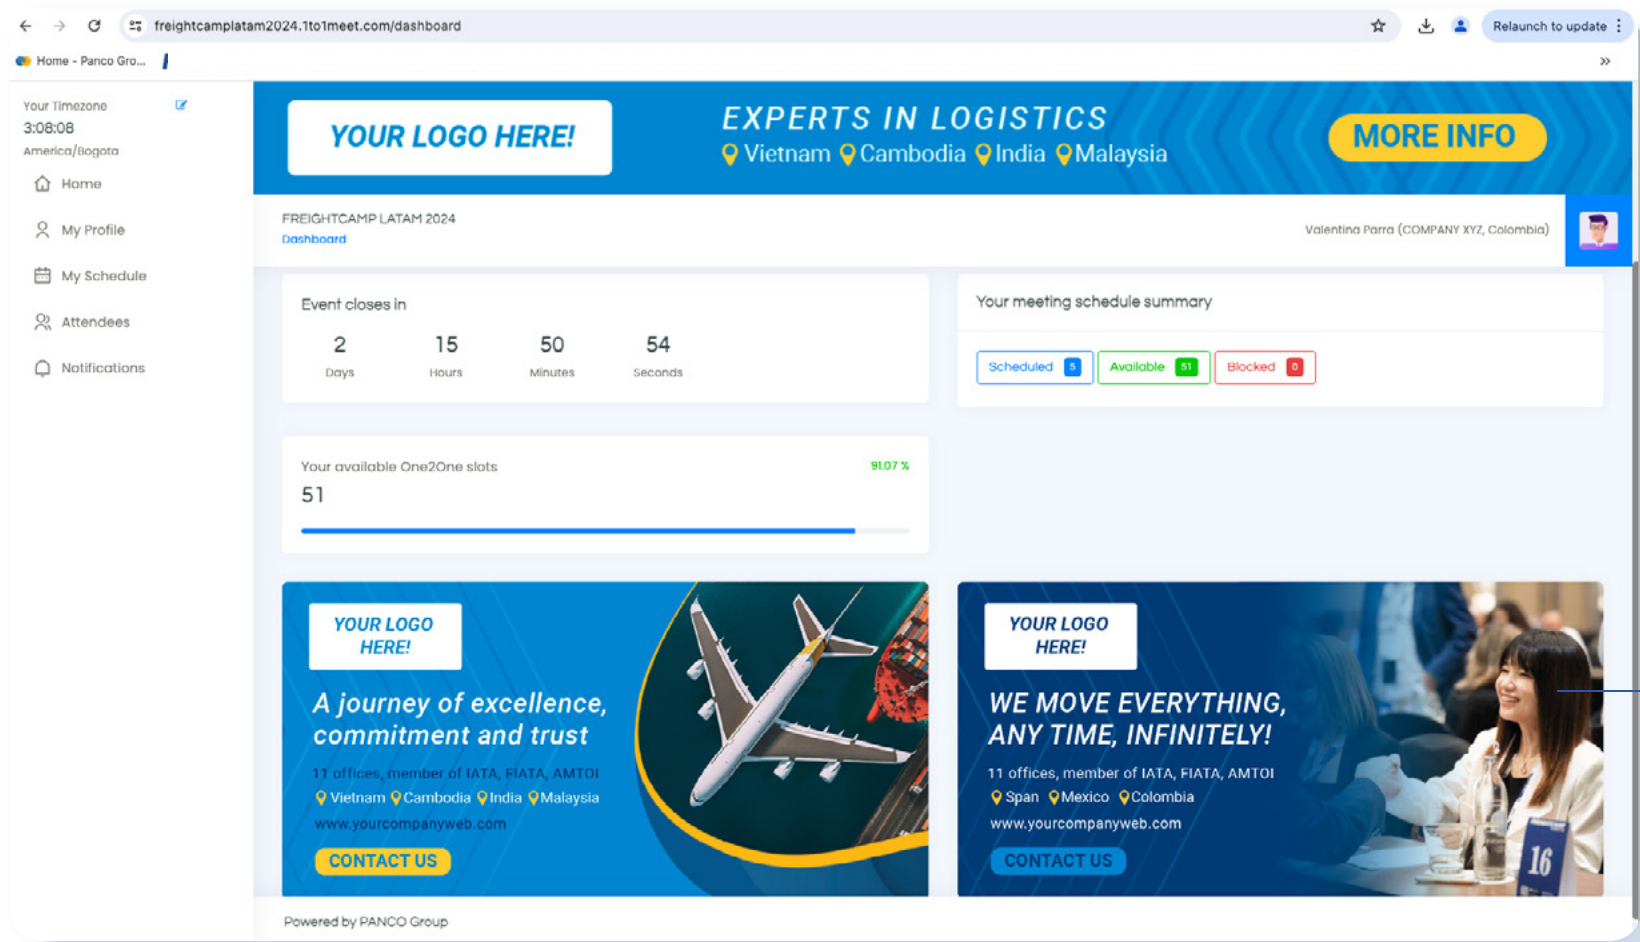 freightcamplatam2024.1to1meet.com/dashboard
Relaunch to update
Home - Panco Gro...
Your Timezone
3:08:08
America/Bogota
Home
My Profile
My Schedule
Attendees
Notifications
YOUR LOGO HERE!
EXPERTS IN LOGISTICS
Vietnam Cambodia India Malaysia
MORE INFO
FREIGHTCAMP LATAM 2024
Dashboard
Valentina Parra (COMPANY XYZ, Colombia)
Event closes in
2 15 50 54
Days Hours Minutes Seconds
Your meeting schedule summary
Scheduled 5 Available 51 Blocked 0
Your available One2One slots
91.07 %
51
YOUR LOGO
HERE!
A journey of excellence,
commitment and trust
11 offices, member of IATA, FIATA, AMTOI
Vietnam Cambodia India Malaysia
www.yourcompanyweb.com
CONTACT US
YOUR LOGO
HERE!
WE MOVE EVERYTHING,
ANY TIME, INFINITELY!
11 offices, member of IATA, FIATA, AMTOI
Span Mexico Colombia
www.yourcompanyweb.com
CONTACT US
16
Powered by PANCO Group